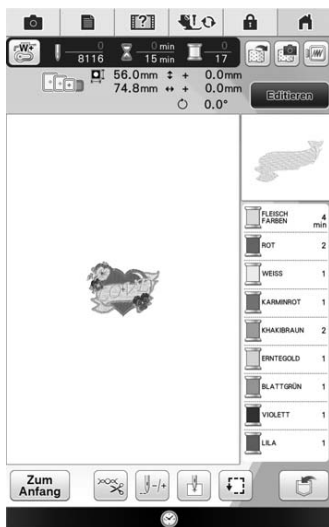 W+
0 0 min 0
8116 15 min 17
56.0mm + 0.0mm
74.8mm + 0.0mm
0.0°
Editieren
FLEISCH FARBEN 4 min
ROT 2
WEISS 1
KARMINROT 1
KHAKIBRAUN 2
ERNTEGOLD 1
BLATTGRÜN 1
VIOLETT 1
LILA 1
Zum
Anfang
-/+